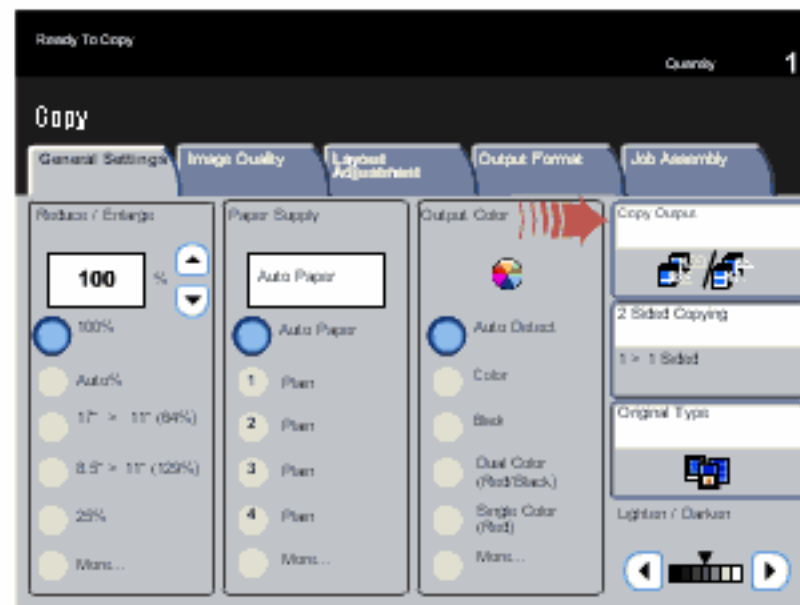 Ready To Copy
Quantity 1
Copy
General Settings
Image Quality
Layout
Adjustment
Output Format
Job Assembly
Reduce / Enlarge
100 %
100%
Auto%
17" > 11" (64%)
8.5" > 11" (129%)
25%
More...
Paper Supply
Auto Paper
Auto Paper
1 Plain
2 Plain
3 Plain
4 Plain
More...
Output Color
Auto Detect
Color
Black
Dual Color
(Red/Black)
Single Color
(Red)
More...
Copy Output
2 Sided Copying
1 > 1 Sided
Original Type
Lighten / Darken